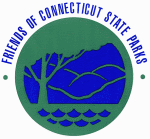 • FRIENDS OF CONNECTICUT STATE PARKS •